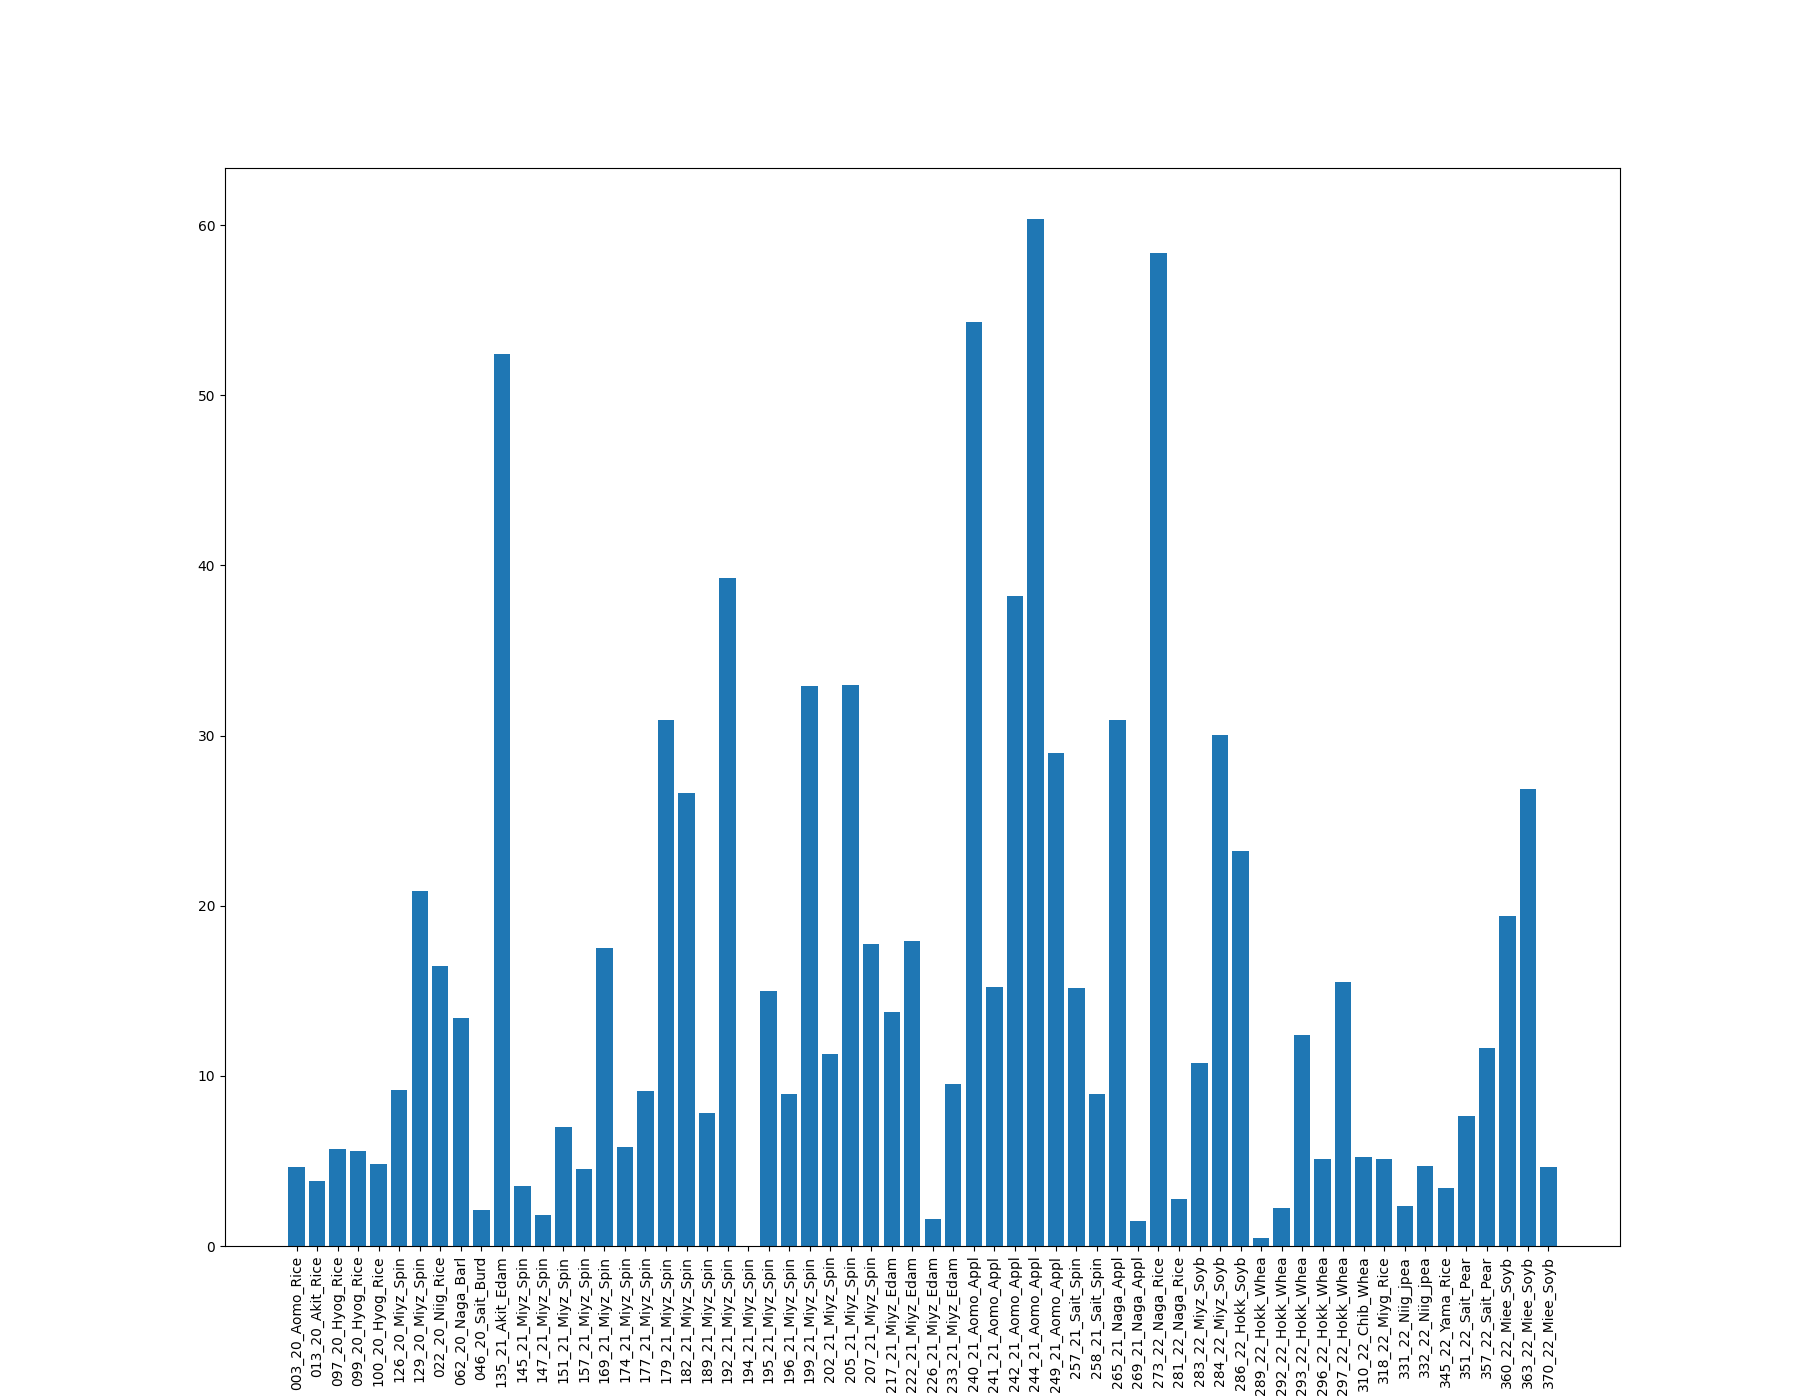 60
50
40
30
20
10
0
003_20_Aomo_Rice
013_20_Akit_Rice
097_20_Hyog_Rice
099_20_Hyog_Rice
100_20_Hyog_Rice
126_20_Miyz_Spin
129_20_Miyz_Spin
022_20_Niig_Rice
062_20_Naga_Barl
046_20_Sait_Burd
135_21_Akit_Edam
145_21_Miyz_Spin
147_21_Miyz_Spin
151_21_Miyz_Spin
157_21_Miyz_Spin
169_21_Miyz_Spin
174_21_Miyz_Spin
177_21_Miyz_Spin
179_21_Miyz_Spin
182_21_Miyz_Spin
189_21_Miyz_Spin
192_21_Miyz_Spin
194_21_Miyz_Spin
195_21_Miyz_Spin
196_21_Miyz_Spin
199_21_Miyz_Spin
202_21_Miyz_Spin
205_21_Miyz_Spin
207_21_Miyz_Spin
217_21_Miyz_Edam
222_21_Miyz_Edam
226_21_Miyz_Edam
233_21_Miyz_Edam
240_21_Aomo_Appl
241_21_Aomo_Appl
242_21_Aomo_Appl
244_21_Aomo_Appl
249_21_Aomo_Appl
257_21_Sait_Spin
258_21_Sait_Spin
265_21_Naga_Appl
269_21_Naga_Appl
273_22_Naga_Rice
281_22_Naga_Rice
283_22_Miyz_Soyb
284_22_Miyz_Soyb
286_22_Hokk_Soyb
289_22_Hokk_Whea
292_22_Hokk_Whea
293_22_Hokk_Whea
296_22_Hokk_Whea
297_22_Hokk_Whea
310_22_Chib_Whea
318_22_Miyg_Rice
331_22_Niig_jpea
332_22_Niig_jpea
345_22_Yama_Rice
351_22_Sait_Pear
357_22_Sait_Pear
360_22_Miee_Soyb
363_22_Miee_Soyb
370_22_Miee_Soyb